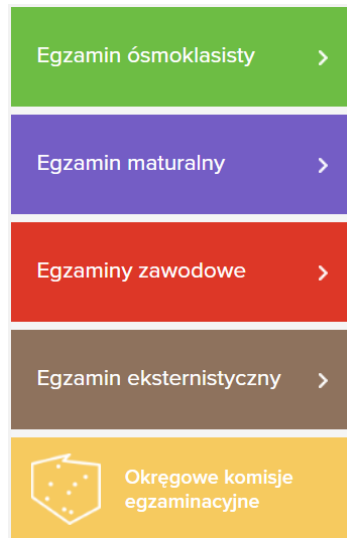 Egzamin ósmoklasisty
Egzamin maturalny
Egzaminy zawodowe
Egzamin eksternistyczny
Okręgowe komisje
egzaminacyjne